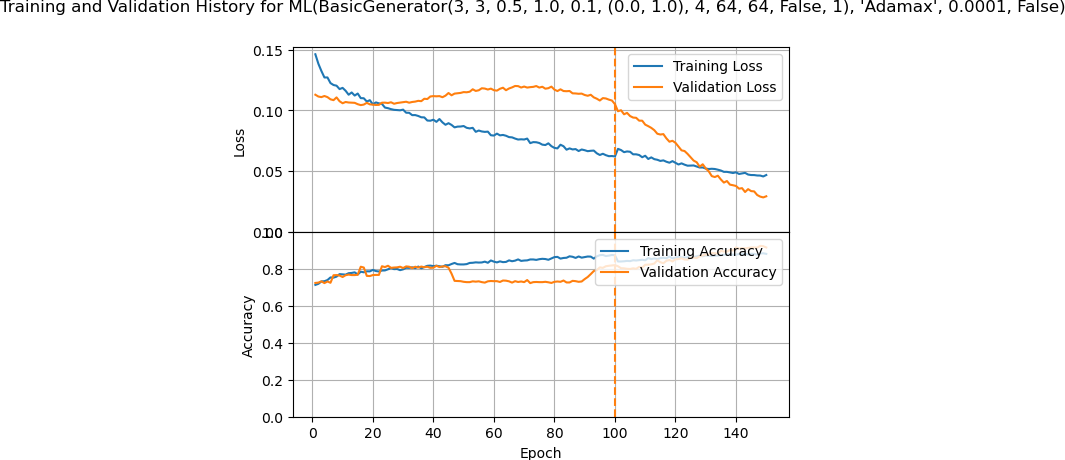 Training and Validation History for ML(BasicGenerator(3, 3, 0.5, 1.0, 0.1, (0.0, 1.0), 4, 64, 64, False, 1), 'Adamax', 0.0001, False)
0.15
0.10
0.05
0.00
Loss
Training Loss
Validation Loss
1.0
0.8
0.6
0.4
0.2
0.0
Accuracy
Training Accuracy
Validation Accuracy
0 20 40 60 80 100 120 140
Epoch